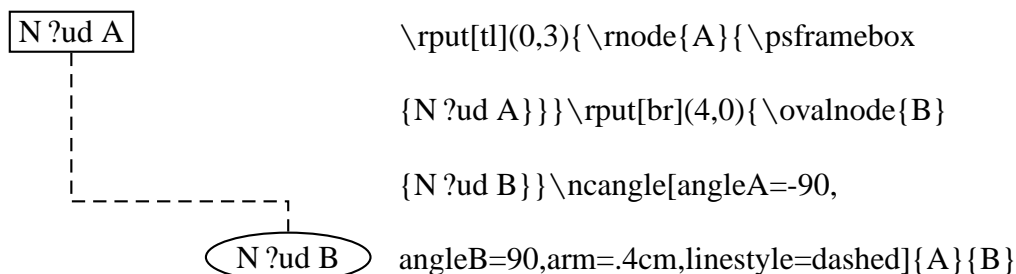 N ?ud A
\rput[tl](0,3){\rnode{A}{\psframebox
{N ?ud A}}}\rput[br](4,0){\ovalnode{B}
{N ?ud B}}\ncangle[angleA=-90,
N ?ud B
angleB=90,arm=.4cm,linestyle=dashed]{A}{B}